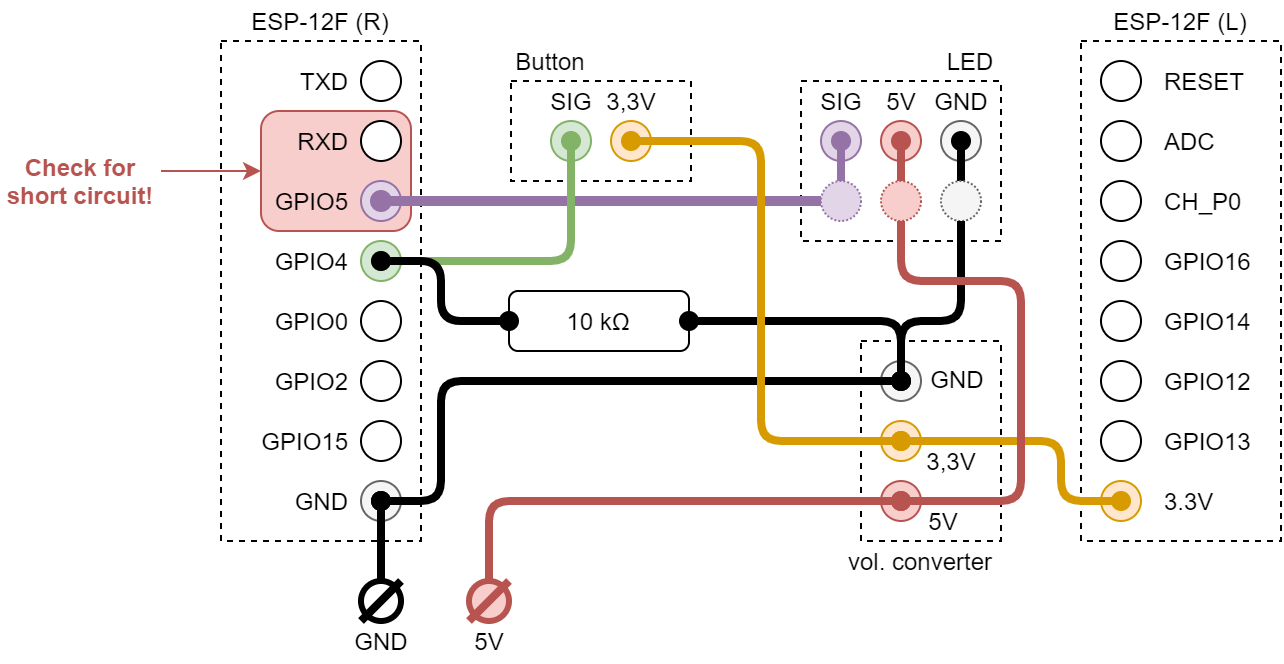 ESP-12F (R)
ESP-12F (L)
Button
LED
TXD
SIG
3,3V
SIG
5V
GND
RESET
RXD
ADC
Check for
short circuit!
GPIO5
CH_P0
GPIO4
GPIO16
GPIO0
10 kΩ
GPIO14
GPIO2
GND
GPIO12
GPIO15
3,3V
GPIO13
GND
5V
3.3V
vol. converter
GND
5V